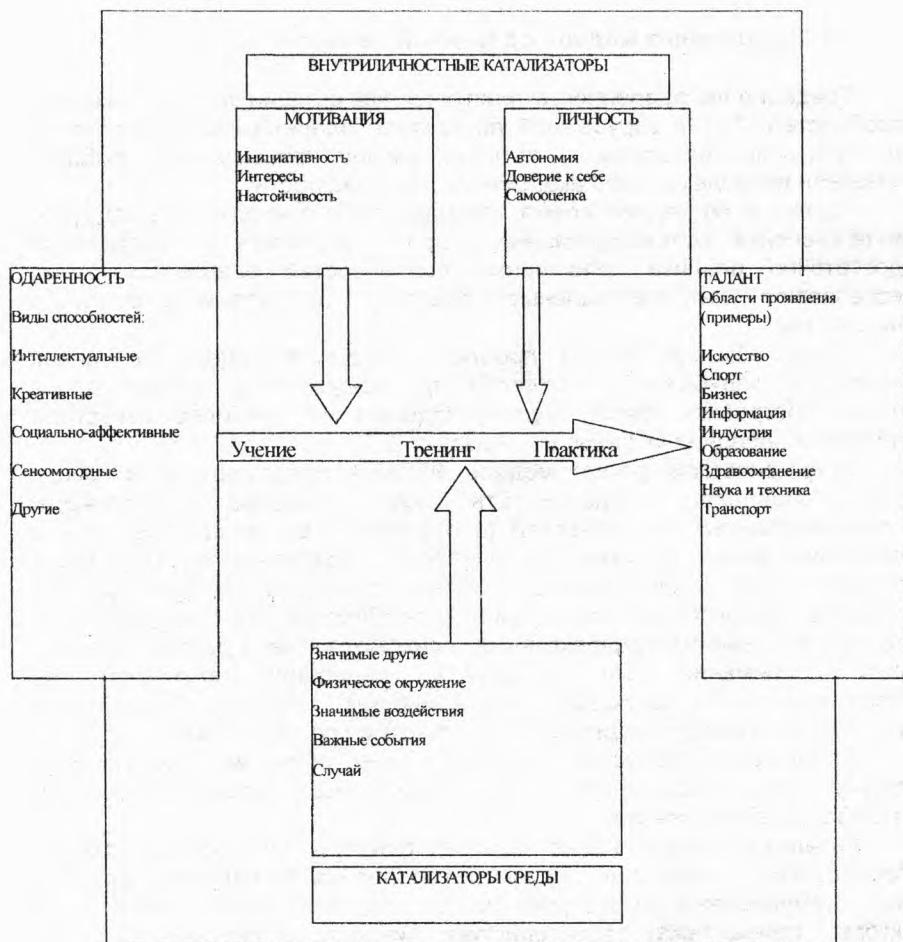 ВНУТРИЛИЧНОСТНЫЕ КАТАЛИЗАТОРЫ
МОТИВАЦИЯ
Инициативность
Интересы
Настойчивость
ЛИЧНОСТЬ
Автономия
Доверие к себе
Самооценка
ОДАРЕННОСТЬ
Виды способностей:
Интеллектуальные
Креативные
Социально-аффективные
Сенсомоторные
Другие
Учение Тренинг Практика
ТАЛАНТ
Области проявления
(примеры)
Искусство
Спорт
Бизнес
Информация
Индустрия
Образование
Здравоохранение
Наука и техника
Транспорт
Значимые другие
Физическое окружение
Значимые воздействия
Важные события
Случай
КАТАЛИЗАТОРЫ СРЕДЫ